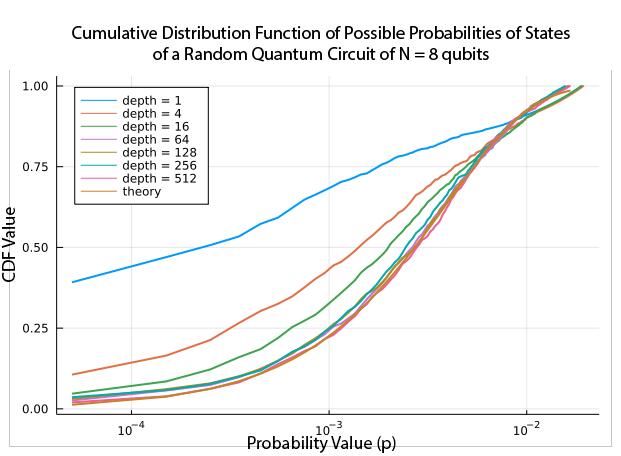 Cumulative Distribution Function of Possible Probabilities of States
of a Random Quantum Circuit of N = 8 qubits
1.00
0.75
0.50
0.25
0.00
CDF Value
depth = 1
depth = 4
depth = 16
depth = 64
depth = 128
depth = 256
depth = 512
theory
10⁻⁴
10⁻³
10⁻²
Probability Value (p)